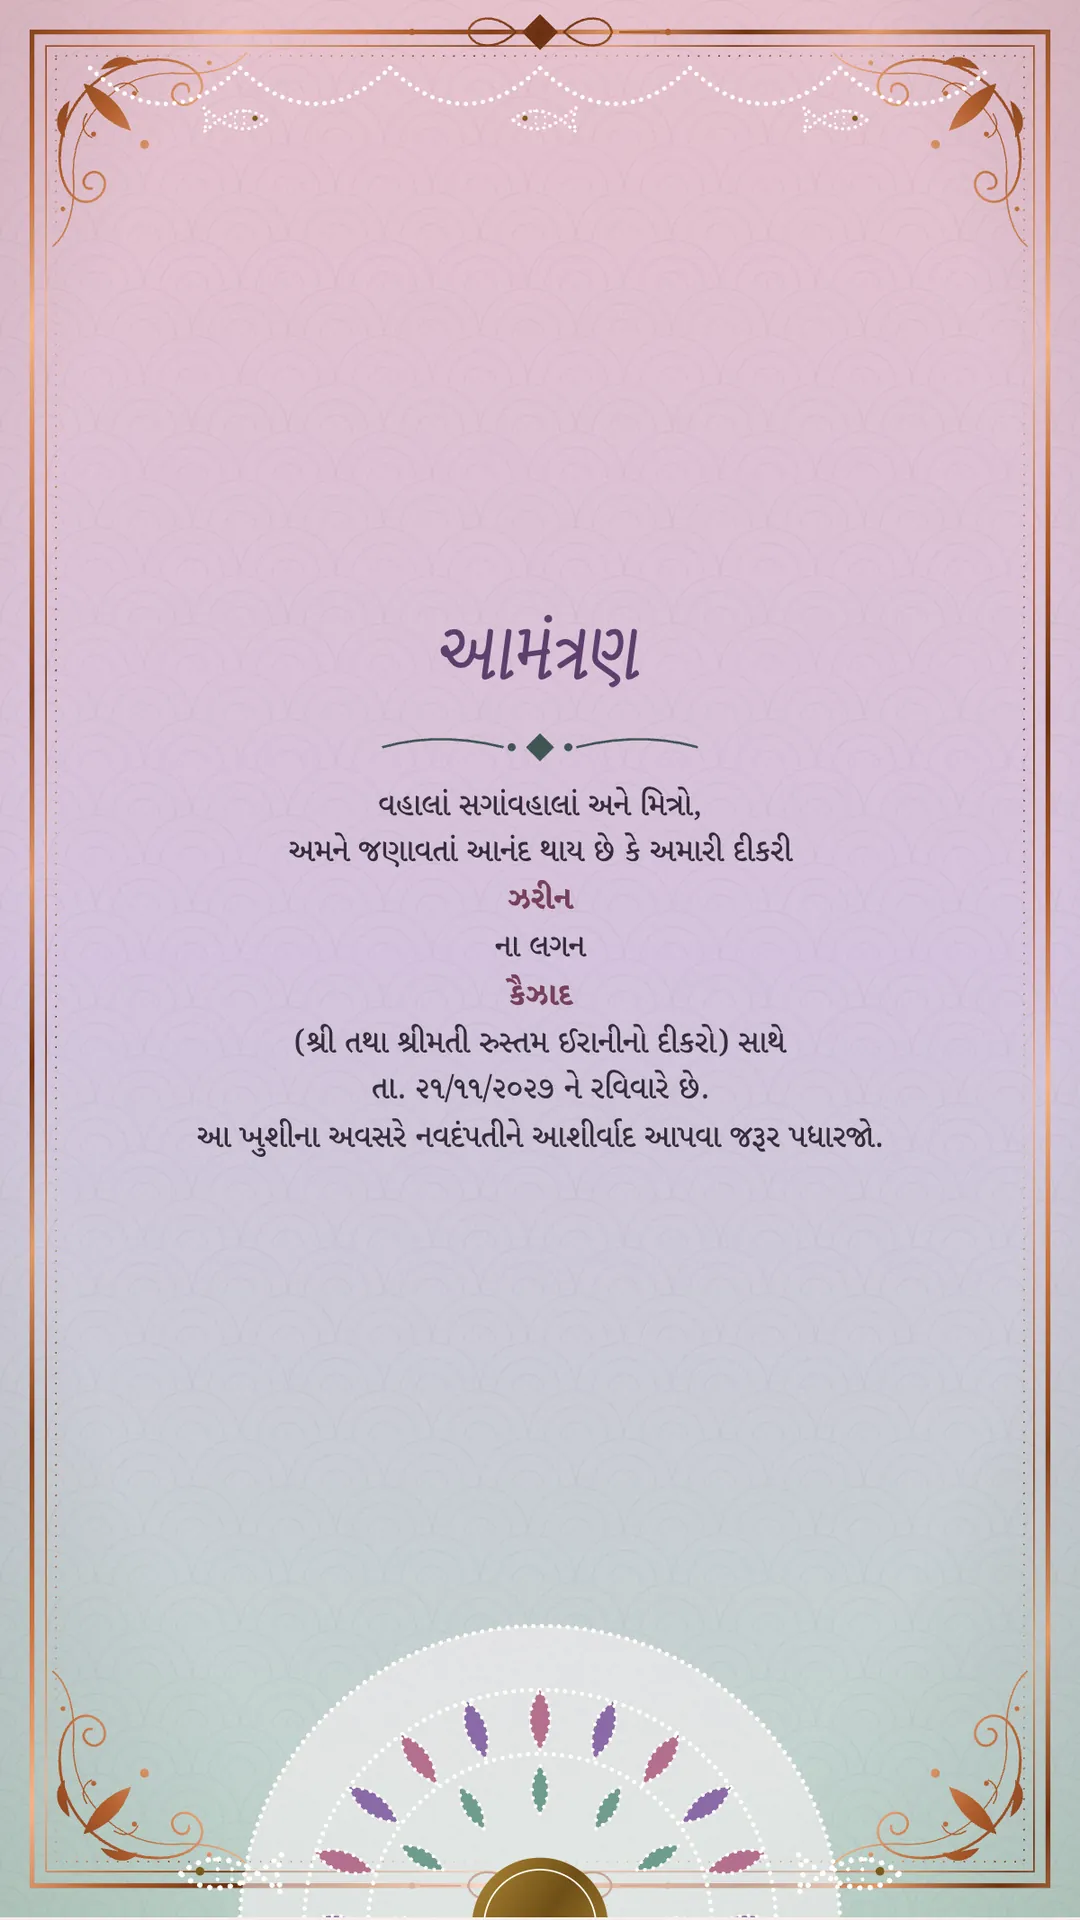 આમંત્રણ
વહાલાં સગાંવહાલાં અને મિત્રો,
અમને જણાવતાં આનંદ થાય છે કે અમારી દીકરી
ઝરીન
ના લગન
કૈઝાદ
(શ્રી તથા શ્રીમતી રુસ્તમ ઈરાનીનો દીકરો) સાથે
તા. ૨૧/૧૧/૨૦૨૭ ને રવિવારે છે.
આ ખુશીના અવસરે નવદંપતીને આશીર્વાદ આપવા જરૂર પધારજો.